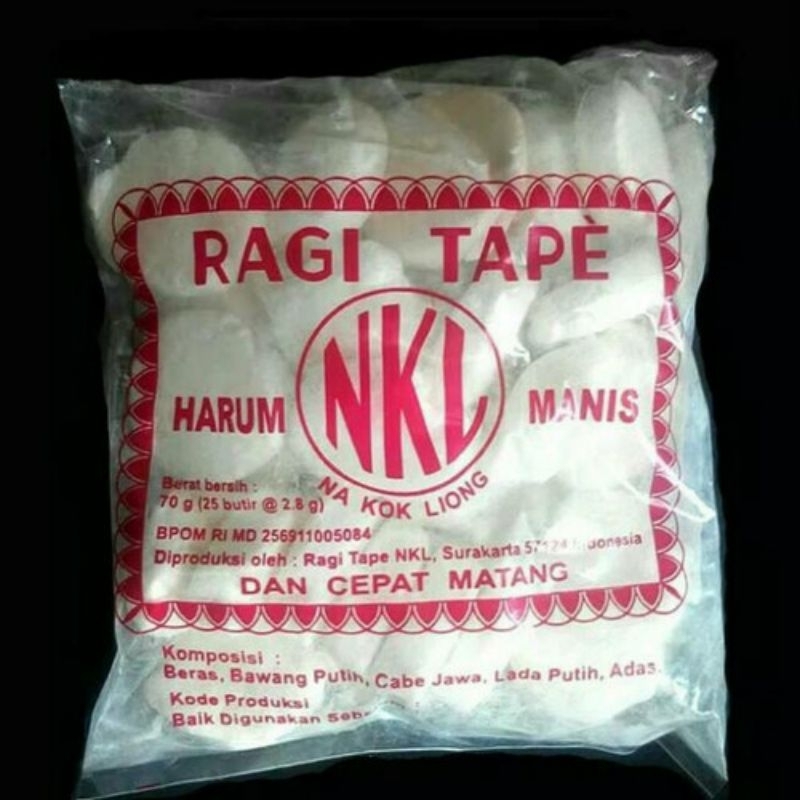 RAGI TAPÈ
HARUM NKL MANIS
NA KOK LIONG
Berat bersih :
70 g (25 butir @ 2.8 g)
BPOM RI MD 256911005084
Diproduksi oleh : Ragi Tape NKL, Surakarta 57124 Indonesia
DAN CEPAT MATANG
Komposisi :
Beras, Bawang Putih, Cabe Jawa, Lada Putih, Adas.
Kode Produksi
Baik Digunakan :